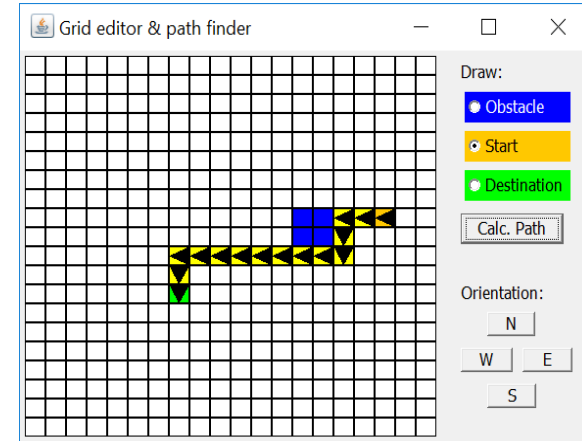 Grid editor & path finder
Draw:
Obstacle
Start
Destination
Calc. Path
Orientation:
N
W E
S